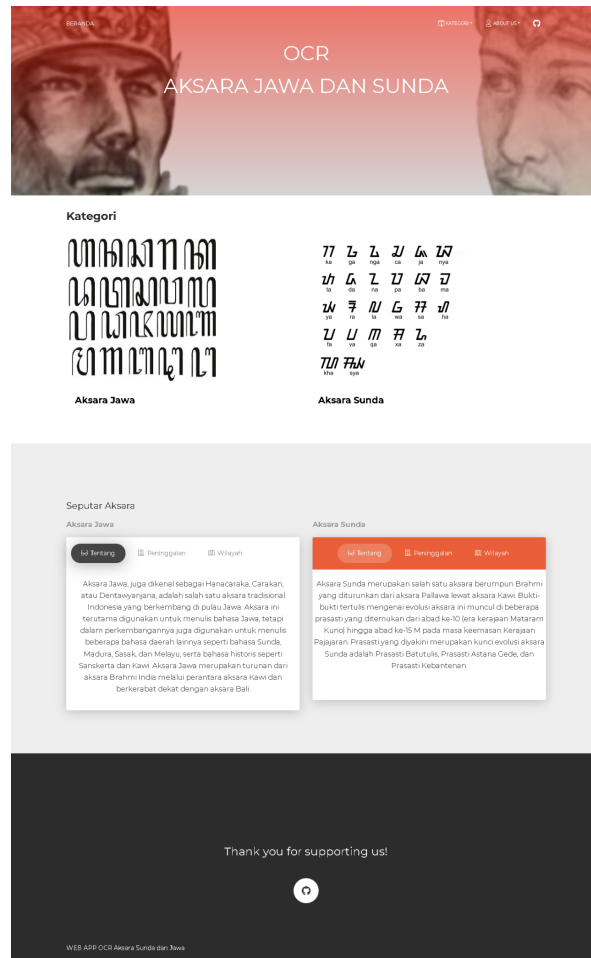 BERANDA
KATEGORI
ABOUT US
OCR
AKSARA JAWA DAN SUNDA
Kategori
ꦲꦤꦕꦫꦏ
ꦢꦠꦱꦮꦭ
ꦥꦝꦗꦪꦚ
ꦩꦒꦧꦛꦔ
Aksara Jawa
ᮊ ᮌ ᮍ ᮎ ᮏ ᮑ
ka ga nga ca ja nya
ᮒ ᮓ ᮔ ᮕ ᮘ ᮙ
ta da na pa ba ma
ᮚ ᮛ ᮜ ᮝ ᮞ ᮠ
ya ra la wa sa ha
ᮖ ᮗ ᮋ ᮟ ᮐ
fa va qa xa za
ᮮ ᮯ
kha sya
Aksara Sunda
Seputar Aksara
Aksara Jawa
Tentang Peninggalan Wilayah
Aksara Jawa, juga dikenal sebagai Hanacaraka, Carakan,
atau Dentawyanjana, adalah salah satu aksara tradisional
Indonesia yang berkembang di pulau Jawa. Aksara ini
terutama digunakan untuk menulis bahasa Jawa, tetapi
dalam perkembangannya juga digunakan untuk menulis
beberapa bahasa daerah lainnya seperti bahasa Sunda,
Madura, Sasak, dan Melayu, serta bahasa historis seperti
Sanskerta dan Kawi. Aksara Jawa merupakan turunan dari
aksara Brahmi India melalui perantara aksara Kawi dan
berkerabat dekat dengan aksara Bali.
Aksara Sunda
Tentang Peninggalan Wilayah
Aksara Sunda merupakan salah satu aksara berumpun Brahmi
yang diturunkan dari aksara Pallawa lewat aksara Kawi. Bukti-
bukti tertulis mengenai evolusi aksara ini muncul di beberapa
prasasti yang ditemukan dari abad ke-10 (era kerajaan Mataram
Kuno) hingga abad ke-15 M pada masa keemasan Kerajaan
Pajajaran. Prasasti yang diyakini merupakan kunci evolusi aksara
Sunda adalah Prasasti Batutulis, Prasasti Astana Gede, dan
Prasasti Kebantenan.
Thank you for supporting us!
WEB APP OCR Aksara Sunda dan Jawa